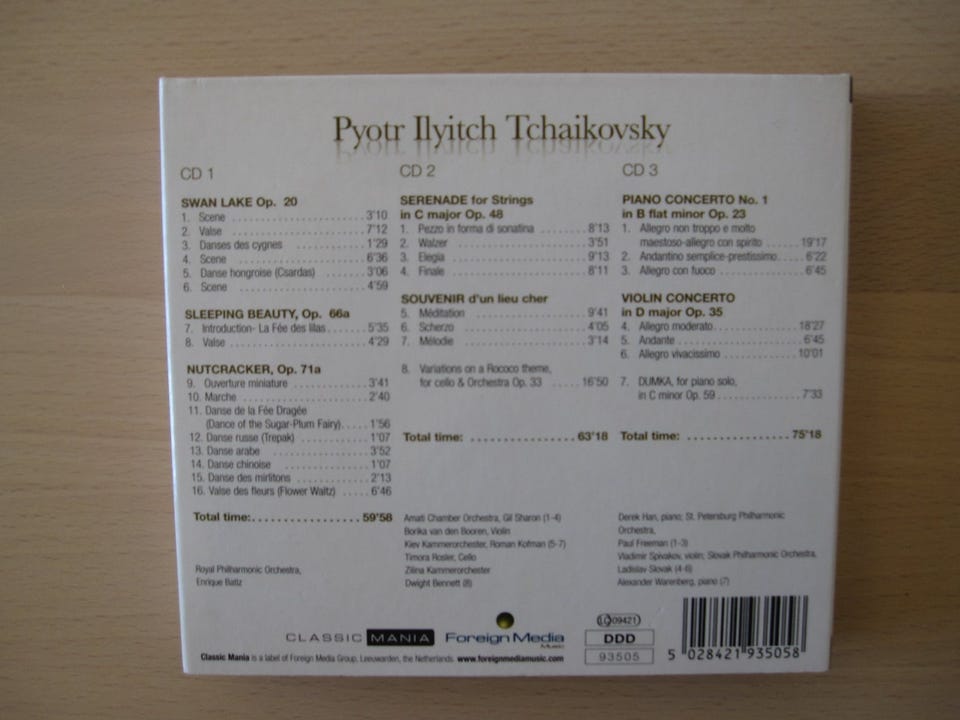 Pyotr Ilyitch Tchaikovsky
CD 1
SWAN LAKE Op. 20
1. Scene ........................ 3'10
2. Valse ........................ 7'12
3. Danses des cygnes ........................ 1'29
4. Scene ........................ 6'36
5. Danse hongroise (Csardas) ................ 3'06
6. Scene ........................ 4'59
SLEEPING BEAUTY, Op. 66a
7. Introduction- La Fée des lilas ........ 5'35
8. Valse ........................ 4'29
NUTCRACKER, Op. 71a
9. Ouverture miniature ................ 3'41
10. Marche ........................ 2'40
11. Danse de la Fée Dragée
(Dance of the Sugar-Plum Fairy) ..... 1'56
12. Danse russe (Trepak) ................ 1'07
13. Danse arabe ........................ 3'52
14. Danse chinoise ................ 1'07
15. Danse des mirlitons ................ 2'13
16. Valse des fleurs (Flower Waltz) ..... 6'46
Total time: ........................ 59'58
Royal Philharmonic Orchestra,
Enrique Batiz
CD 2
SERENADE for Strings
in C major Op. 48
1. Pezzo in forma di sonatina ........ 8'13
2. Walzer ........................ 3'51
3. Elegia ........................ 9'13
4. Finale ........................ 8'11
SOUVENIR d'un lieu cher
5. Méditation ........................ 9'41
6. Scherzo ........................ 4'05
7. Mélodie ........................ 3'14
8. Variations on a Rococo theme,
for cello & Orchestra Op. 33 ..... 16'50
Total time: ................ 63'18
Amati Chamber Orchestra, Gil Sharon (1-4)
Borika van den Booren, Violin
Kiev Kammerorchester, Roman Kofman (5-7)
Timora Rosler, Cello
Zilina Kammerorchester
Dwight Bennett (8)
CD 3
PIANO CONCERTO No. 1
in B flat minor Op. 23
1. Allegro non troppo e molto
maestoso-allegro con spirito ........ 19'17
2. Andantino semplice-prestissimo ..... 6'22
3. Allegro con fuoco ................ 6'45
VIOLIN CONCERTO
in D major Op. 35
4. Allegro moderato ................ 18'27
5. Andante ........................ 6'45
6. Allegro vivacissimo ................ 10'01
7. DUMKA, for piano solo,
in C minor Op. 59 ................ 7'33
Total time: ................ 75'18
Derek Han, piano; St. Petersburg Philharmonic
Orchestra,
Paul Freeman (1-3)
Vladimir Spivakov, violin; Slovak Philharmonic Orchestra,
Ladislav Slovak (4-6)
Alexander Warenberg, piano (7)
CLASSIC MANIA
Foreign Media
Music
LC 09421
DDD
93505
5 028421 935058
Classic Mania is a label of Foreign Media Group, Leeuwarden, the Netherlands. www.foreignmediamusic.com